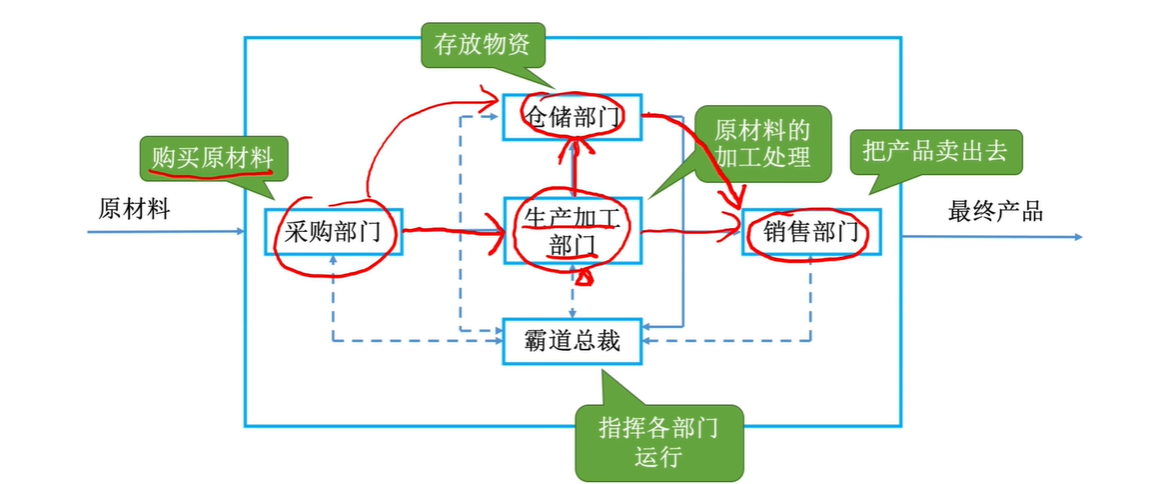 存放物资
仓储部门
购买原材料
原材料的
加工处理
把产品卖出去
原材料
采购部门
生产加工
部门
销售部门
最终产品
霸道总裁
指挥各部门
运行